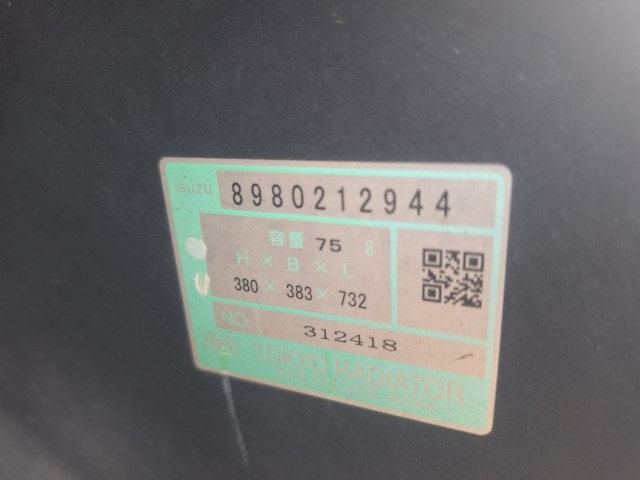 ISUZU 8980212944
容量 75 ℓ
H × B × L
380 × 383 × 732
NO. 312418
TOKYO RADIATOR